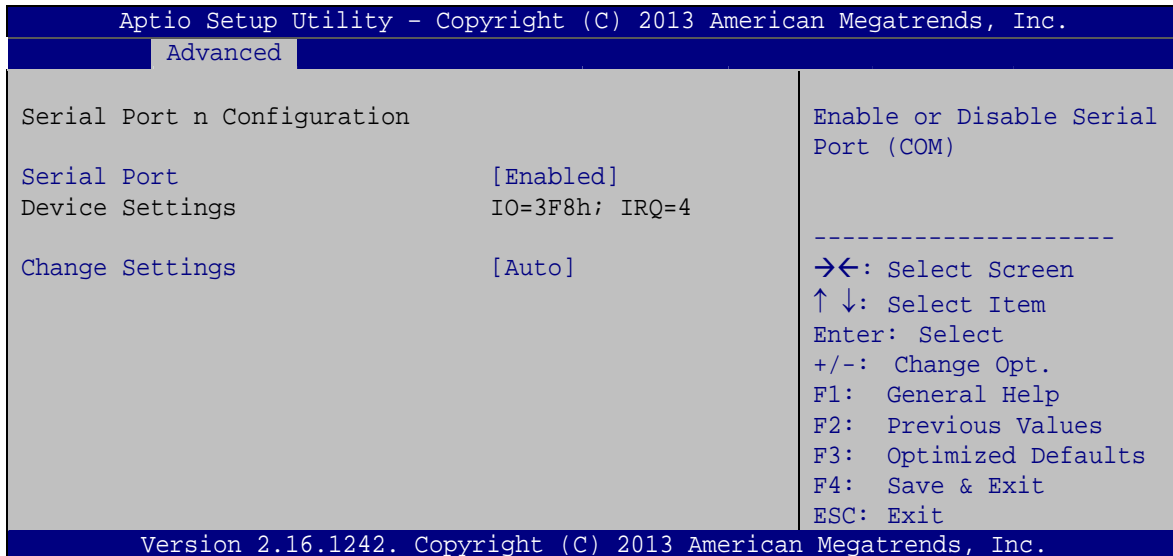 Aptio Setup Utility – Copyright (C) 2013 American Megatrends, Inc.
Advanced
Serial Port n Configuration
Serial Port [Enabled]
Device Settings IO=3F8h; IRQ=4
Change Settings [Auto]
Enable or Disable Serial
Port (COM)
---------------------
→←: Select Screen
↑ ↓: Select Item
Enter: Select
+/-: Change Opt.
F1: General Help
F2: Previous Values
F3: Optimized Defaults
F4: Save & Exit
ESC: Exit
Version 2.16.1242. Copyright (C) 2013 American Megatrends, Inc.